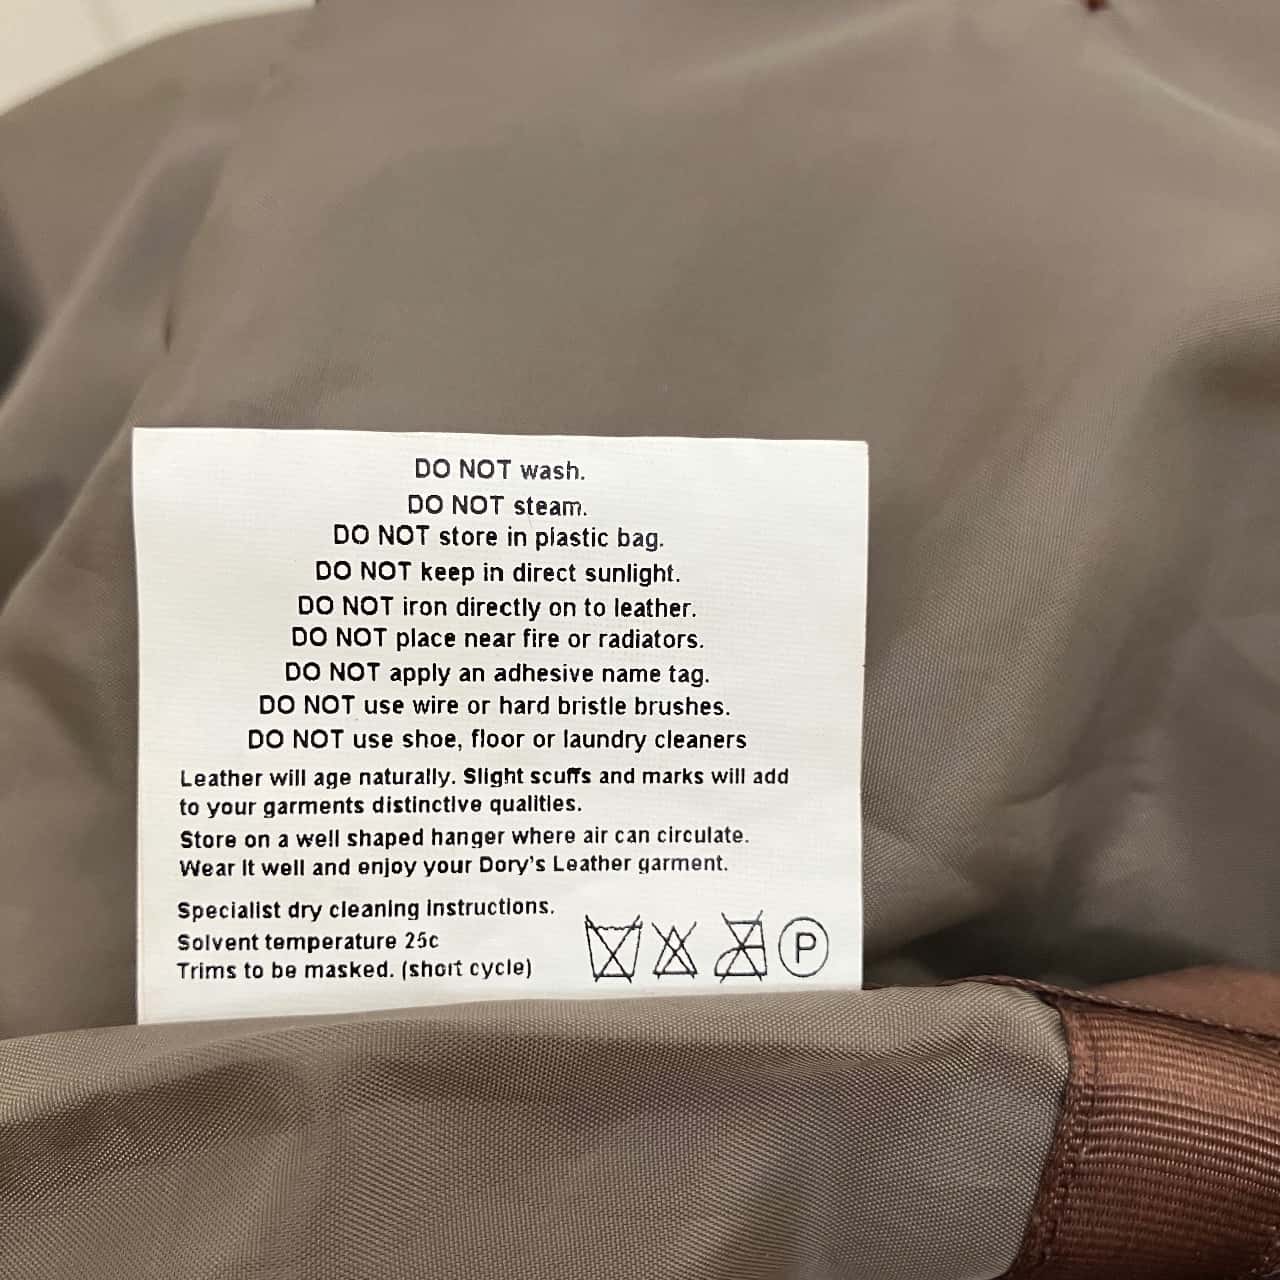 DO NOT wash.
DO NOT steam.
DO NOT store in plastic bag.
DO NOT keep in direct sunlight.
DO NOT iron directly on to leather.
DO NOT place near fire or radiators.
DO NOT apply an adhesive name tag.
DO NOT use wire or hard bristle brushes.
DO NOT use shoe, floor or laundry cleaners
Leather will age naturally. Slight scuffs and marks will add
to your garments distinctive qualities.
Store on a well shaped hanger where air can circulate.
Wear it well and enjoy your Dory's Leather garment.
Specialist dry cleaning instructions.
Solvent temperature 25c
Trims to be masked. (short cycle)
P